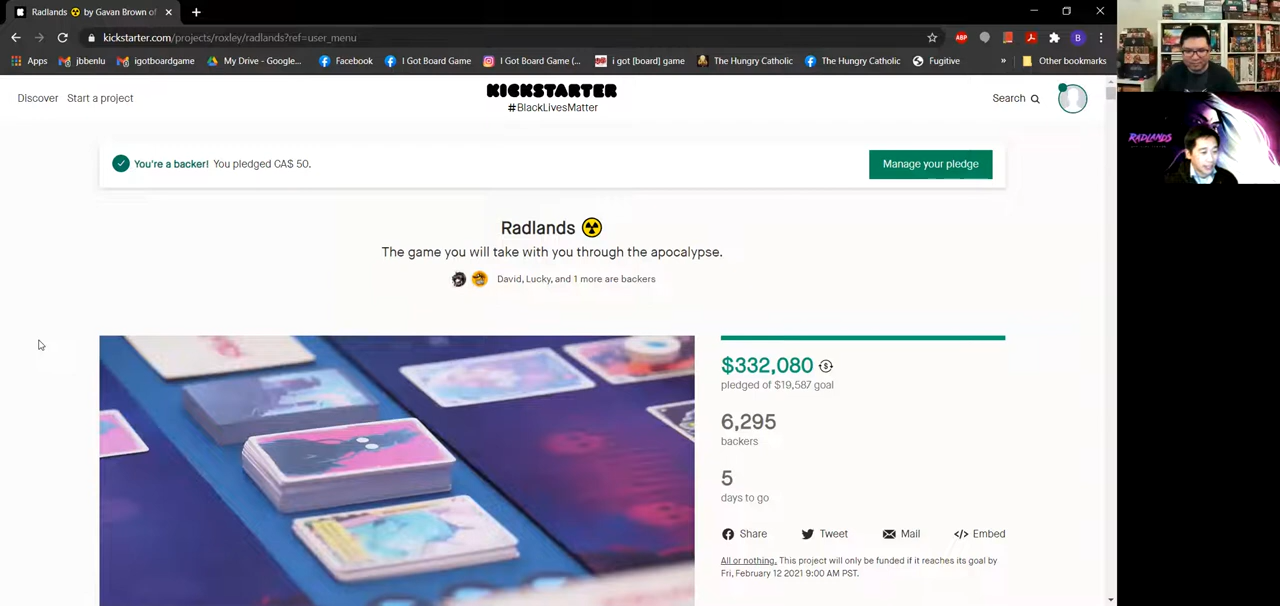 Radlands ☢ by Gavan Brown of
kickstarter.com/projects/roxley/radlands?ref=user_menu
ABP
B
Apps
jbbenlu
igotboardgame
My Drive - Google...
Facebook
I Got Board Game
I Got Board Game (...
i got [board] game
The Hungry Catholic
The Hungry Catholic
Fugitive
»
Other bookmarks
Discover
Start a project
KICKSTARTER
#BlackLivesMatter
Search
You're a backer! You pledged CA$ 50.
Manage your pledge
Radlands ☢
The game you will take with you through the apocalypse.
David, Lucky, and 1 more are backers
$332,080
pledged of $19,587 goal
6,295
backers
5
days to go
Share
Tweet
Mail
Embed
All or nothing. This project will only be funded if it reaches its goal by
Fri, February 12 2021 9:00 AM PST.
RADLANDS